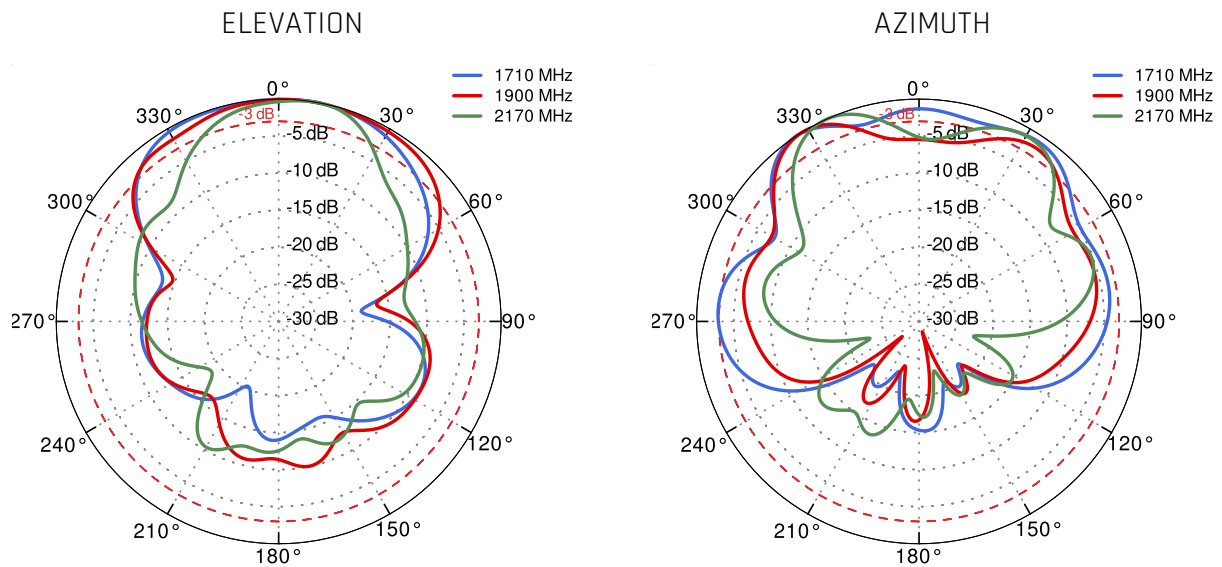 ELEVATION
1710 MHz
1900 MHz
2170 MHz
0°
-3 dB
330°
30°
-5 dB
-10 dB
300°
60°
-15 dB
-20 dB
-25 dB
270°
-30 dB
90°
240°
120°
210°
150°
180°
AZIMUTH
1710 MHz
1900 MHz
2170 MHz
0°
-3 dB
330°
30°
-5 dB
-10 dB
300°
60°
-15 dB
-20 dB
-25 dB
270°
-30 dB
90°
240°
120°
210°
150°
180°